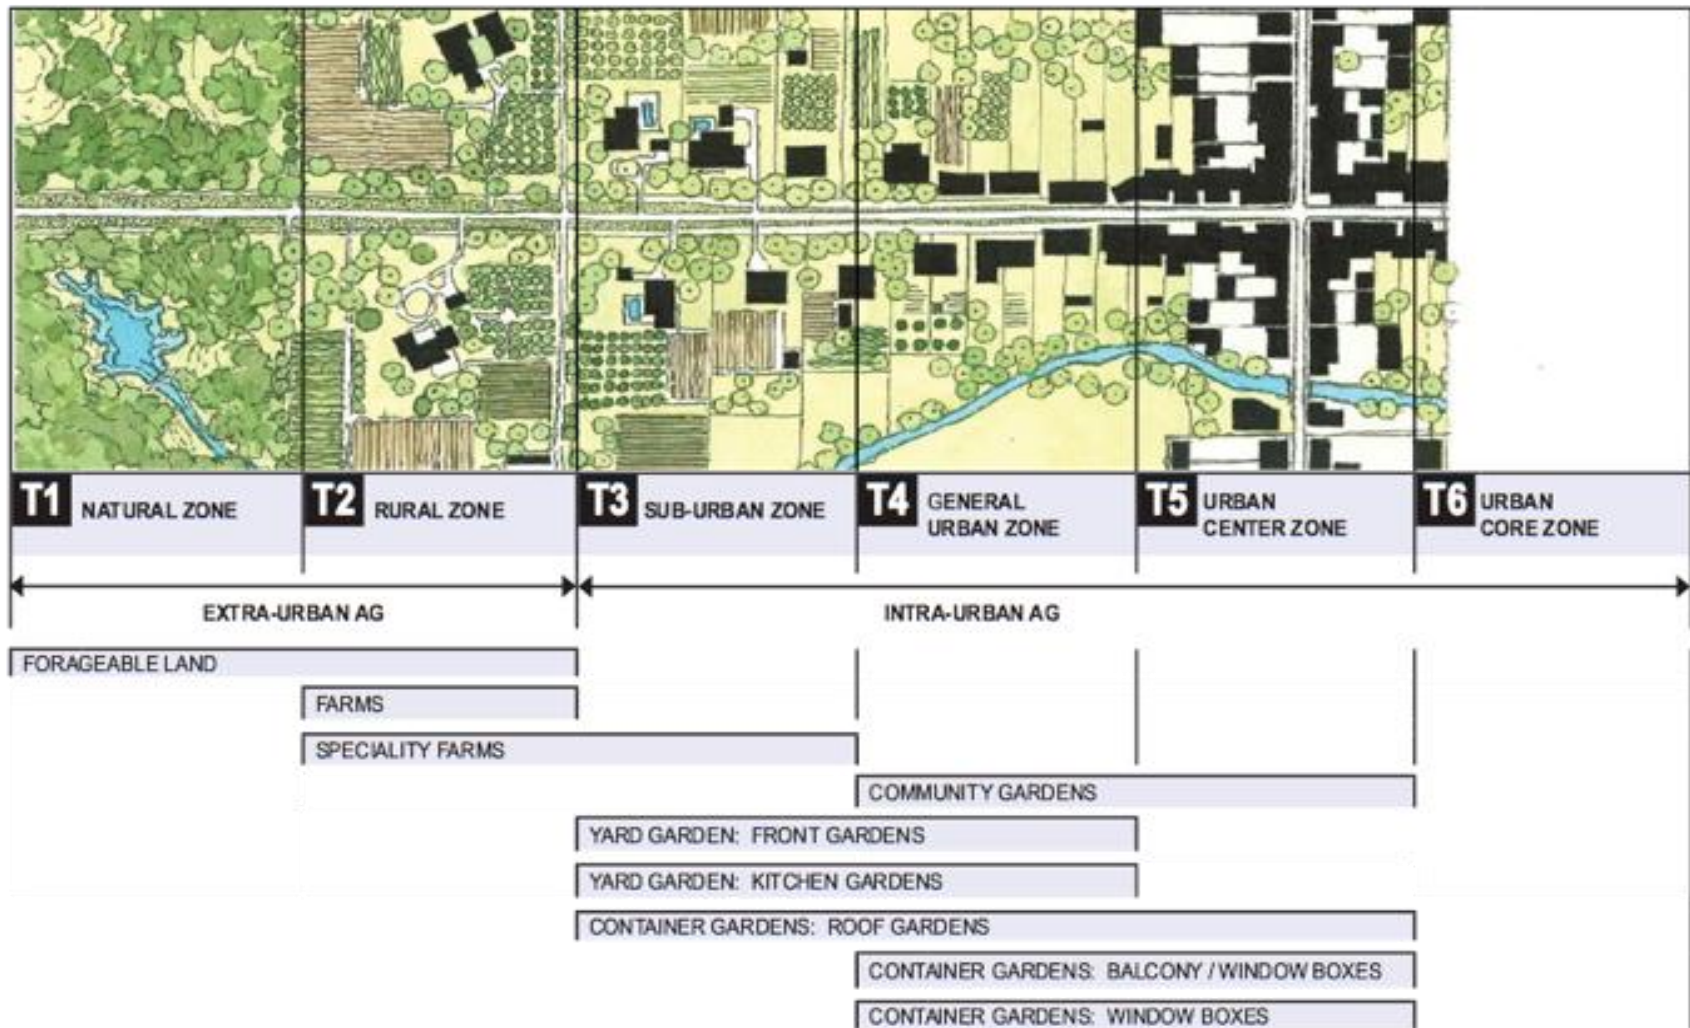 T1 NATURAL ZONE
T2 RURAL ZONE
T3 SUB-URBAN ZONE
T4 GENERAL
URBAN ZONE
T5 URBAN
CENTER ZONE
T6 URBAN
CORE ZONE
EXTRA-URBAN AG
INTRA-URBAN AG
FORAGEABLE LAND
FARMS
SPECIALITY FARMS
COMMUNITY GARDENS
YARD GARDEN: FRONT GARDENS
YARD GARDEN: KITCHEN GARDENS
CONTAINER GARDENS: ROOF GARDENS
CONTAINER GARDENS: BALCONY / WINDOW BOXES
CONTAINER GARDENS: WINDOW BOXES